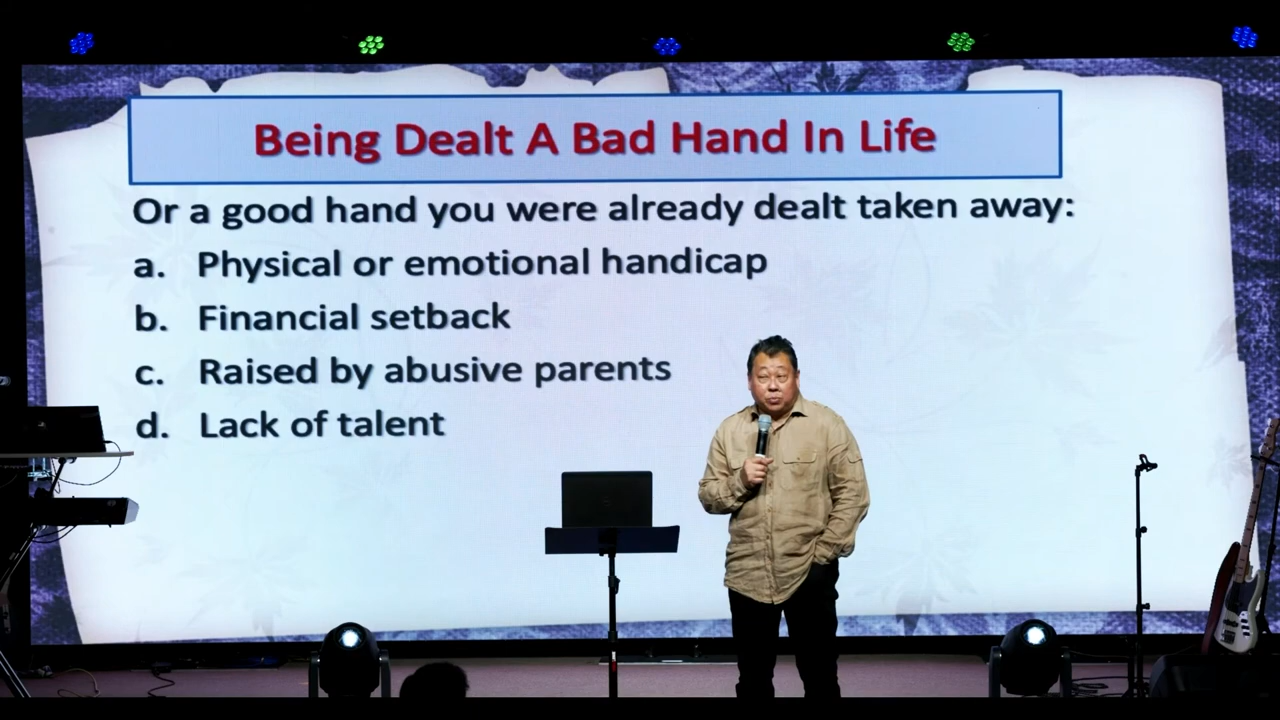 Being Dealt A Bad Hand In Life
Or a good hand you were already dealt taken away:
a. Physical or emotional handicap
b. Financial setback
c. Raised by abusive parents
d. Lack of talent